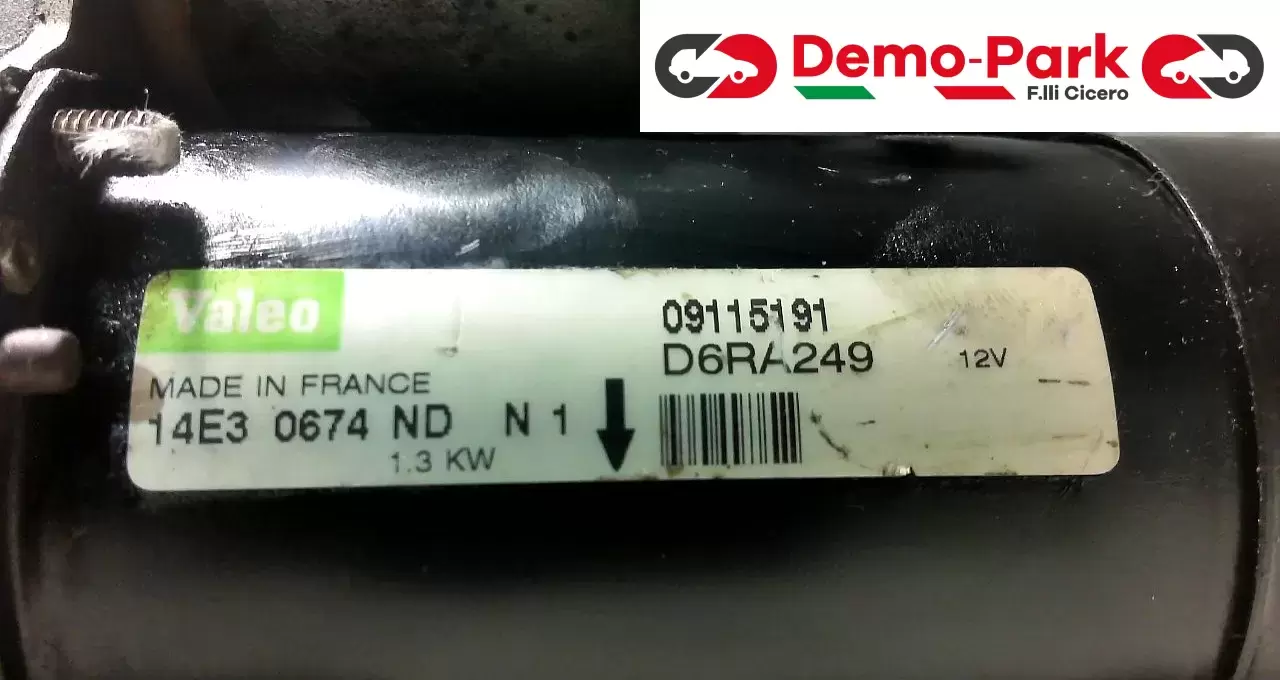 Demo-Park
F.lli Cicero
Valeo
MADE IN FRANCE
14E3 0674 ND N 1
1.3 KW
09115191
D6RA249
12V